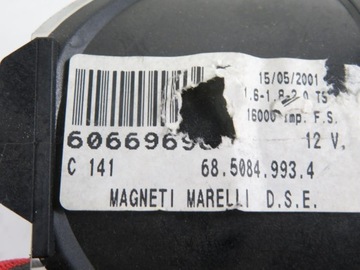 15/05/2001
1.6-1.8-2.0 TS
16000 imp. F.S.
6066969
12 V.
C 141
68.5084.993.4
MAGNETI MARELLI D.S.E.